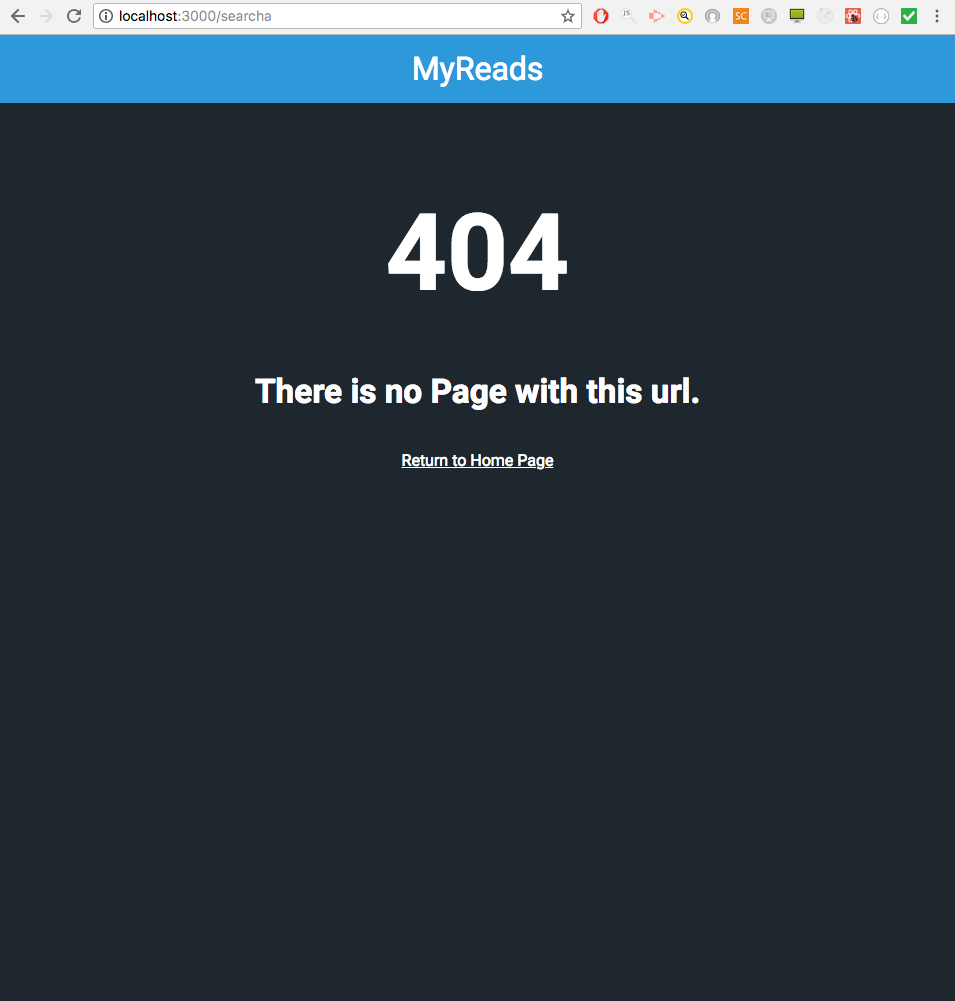 localhost:3000/searcha
JS
SC
MyReads
404
There is no Page with this url.
Return to Home Page